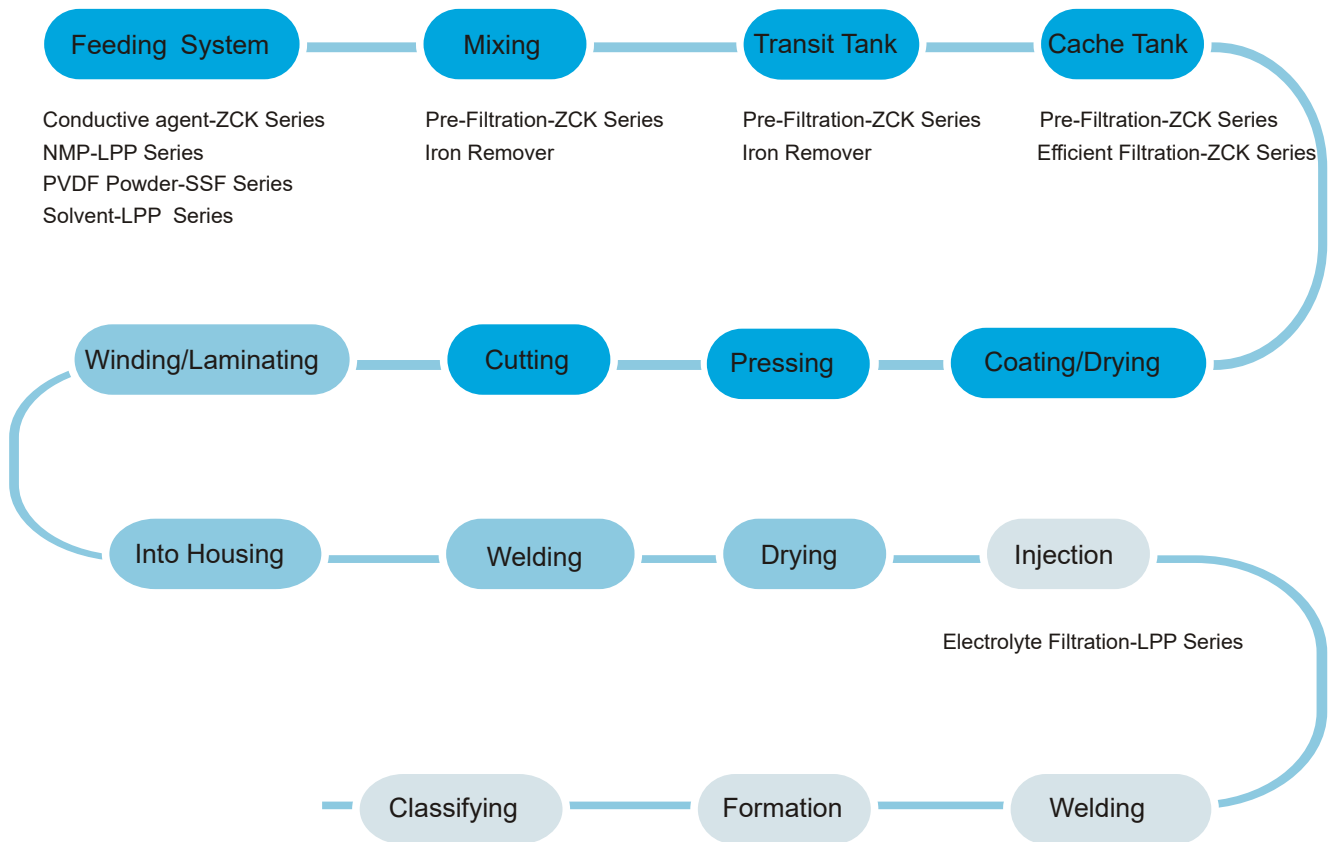 Feeding System
Mixing
Transit Tank
Cache Tank
Conductive agent-ZCK Series
NMP-LPP Series
PVDF Powder-SSF Series
Solvent-LPP Series
Pre-Filtration-ZCK Series
Iron Remover
Pre-Filtration-ZCK Series
Iron Remover
Pre-Filtration-ZCK Series
Efficient Filtration-ZCK Series
Winding/Laminating
Cutting
Pressing
Coating/Drying
Into Housing
Welding
Drying
Injection
Electrolyte Filtration-LPP Series
Classifying
Formation
Welding